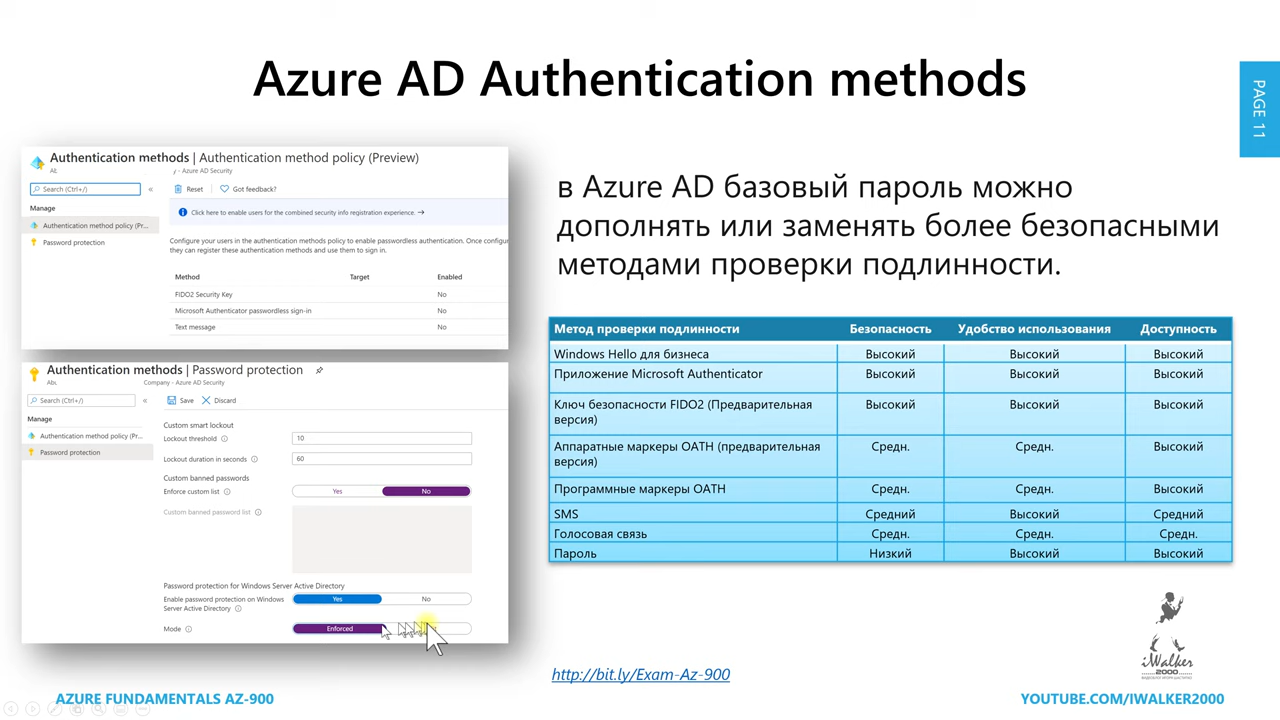 Azure AD Authentication methods
PAGE 11
Authentication methods | Authentication method policy (Preview)
- Azure AD Security
Search (Ctrl+/)
«
Reset
Got feedback?
Manage
Authentication method policy (Pr...
Password protection
Click here to enable users for the combined security info registration experience. →
Configure your users in the authentication methods policy to enable passwordless authentication. Once configur
they can register these authentication methods and use them to sign in.
Method Target Enabled
FIDO2 Security Key No
Microsoft Authenticator passwordless sign-in No
Text message No
Authentication methods | Password protection
Company - Azure AD Security
Search (Ctrl+/)
«
Save
Discard
Manage
Authentication method policy (Pr...
Password protection
Custom smart lockout
Lockout threshold 10
Lockout duration in seconds 60
Custom banned passwords
Enforce custom list Yes No
Custom banned password list
Password protection for Windows Server Active Directory
Enable password protection on Windows
Server Active Directory
Yes No
Mode Enforced
в Azure AD базовый пароль можно
дополнять или заменять более безопасными
методами проверки подлинности.
Метод проверки подлинности Безопасность Удобство использования Доступность
Windows Hello для бизнеса Высокий Высокий Высокий
Приложение Microsoft Authenticator Высокий Высокий Высокий
Ключ безопасности FIDO2 (Предварительная
версия)
Высокий Высокий Высокий
Аппаратные маркеры OATH (предварительная
версия)
Средн. Средн. Высокий
Программные маркеры OATH Средн. Средн. Высокий
SMS Средний Высокий Средний
Голосовая связь Средн. Средн. Средн.
Пароль Низкий Высокий Высокий
iWalker
2000
http://bit.ly/Exam-Az-900
AZURE FUNDAMENTALS AZ-900
YOUTUBE.COM/IWALKER2000